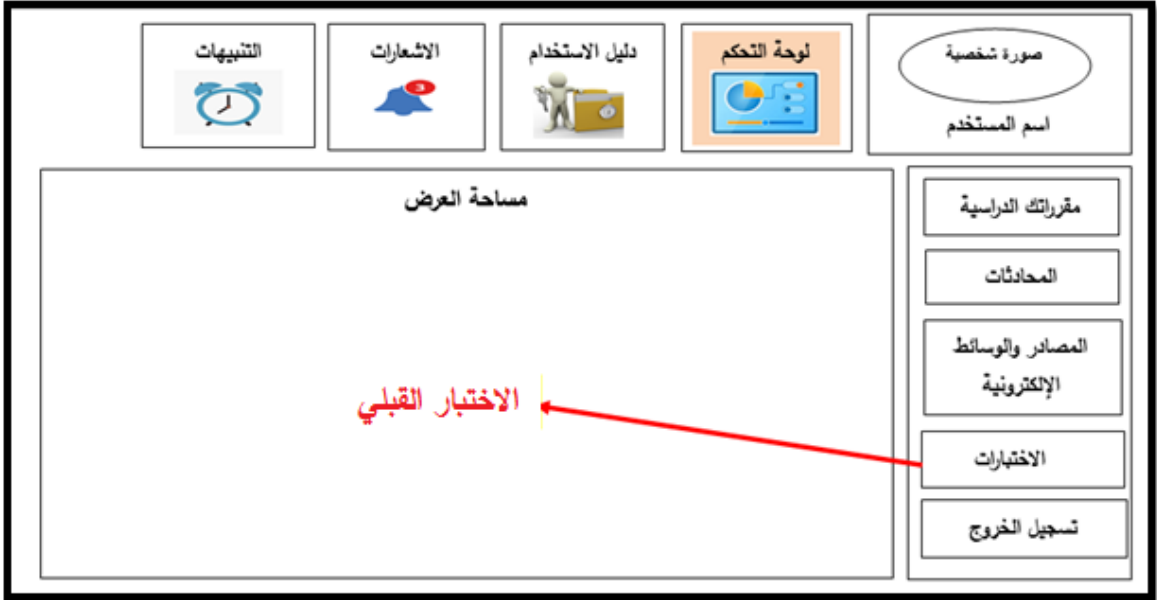 صورة شخصية
اسم المستخدم
لوحة التحكم
دليل الاستخدام
الاشعارات
3
التنبيهات
مقرراتك الدراسية
المحادثات
المصادر والوسائط
الإلكترونية
الاختبارات
تسجيل الخروج
مساحة العرض
الاختبار القبلي